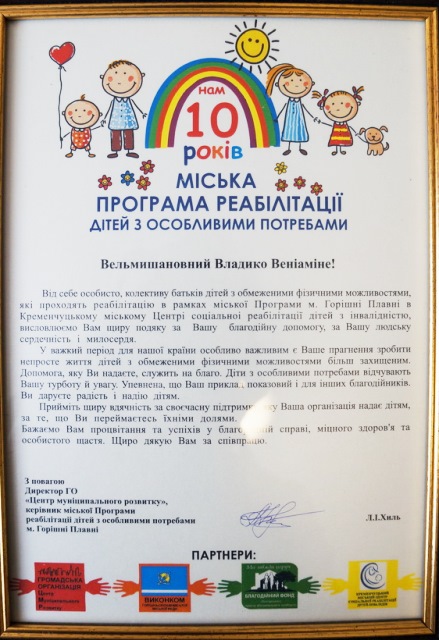 нам
10
років
МІСЬКА
ПРОГРАМА РЕАБІЛІТАЦІЇ
ДІТЕЙ З ОСОБЛИВИМИ ПОТРЕБАМИ
Вельмишановний Владико Веніаміне!
Від себе особисто, колективу батьків дітей з обмеженими фізичними можливостями,
які проходять реабілітацію в рамках міської Програми м. Горішні Плавні в
Кременчуцькому міському Центрі соціальної реабілітації дітей з інвалідністю,
висловлюємо Вам щиру подяку за Вашу благодійну допомогу, за Вашу людську
сердечність і милосердя.
У важкий період для нашої країни особливо важливим є Ваше прагнення зробити
непросте життя дітей з обмеженими фізичними можливостями більш захищеним.
Допомога, яку Ви надаєте, служить на благо. Діти з особливими потребами відчувають
Вашу турботу й увагу. Упевнена, що Ваш показовий і для інших благодійників.
Ви даруєте радість і надію дітям.
Прийміть щиру вдячність за своєчасну Ваша організація надає дітям,
за те, що Ви переймаєтесь їхніми долями.
Бажаємо Вам процвітання та успіхів у справі, міцного здоров'я та
особистого щастя. Щиро дякую Вам за співпрацю.
З повагою
Директор ГО
«Центр муніципального розвитку»,
керівник міської Програми
реабілітації дітей з особливими потребами
м. Горішні Плавні
Л.І.Хиль
ПАРТНЕРИ:
ГРОМАДСЬКА
ОРГАНІЗАЦІЯ
ВИКОНКОМ
БЛАГОДІЙНИЙ ФОНД